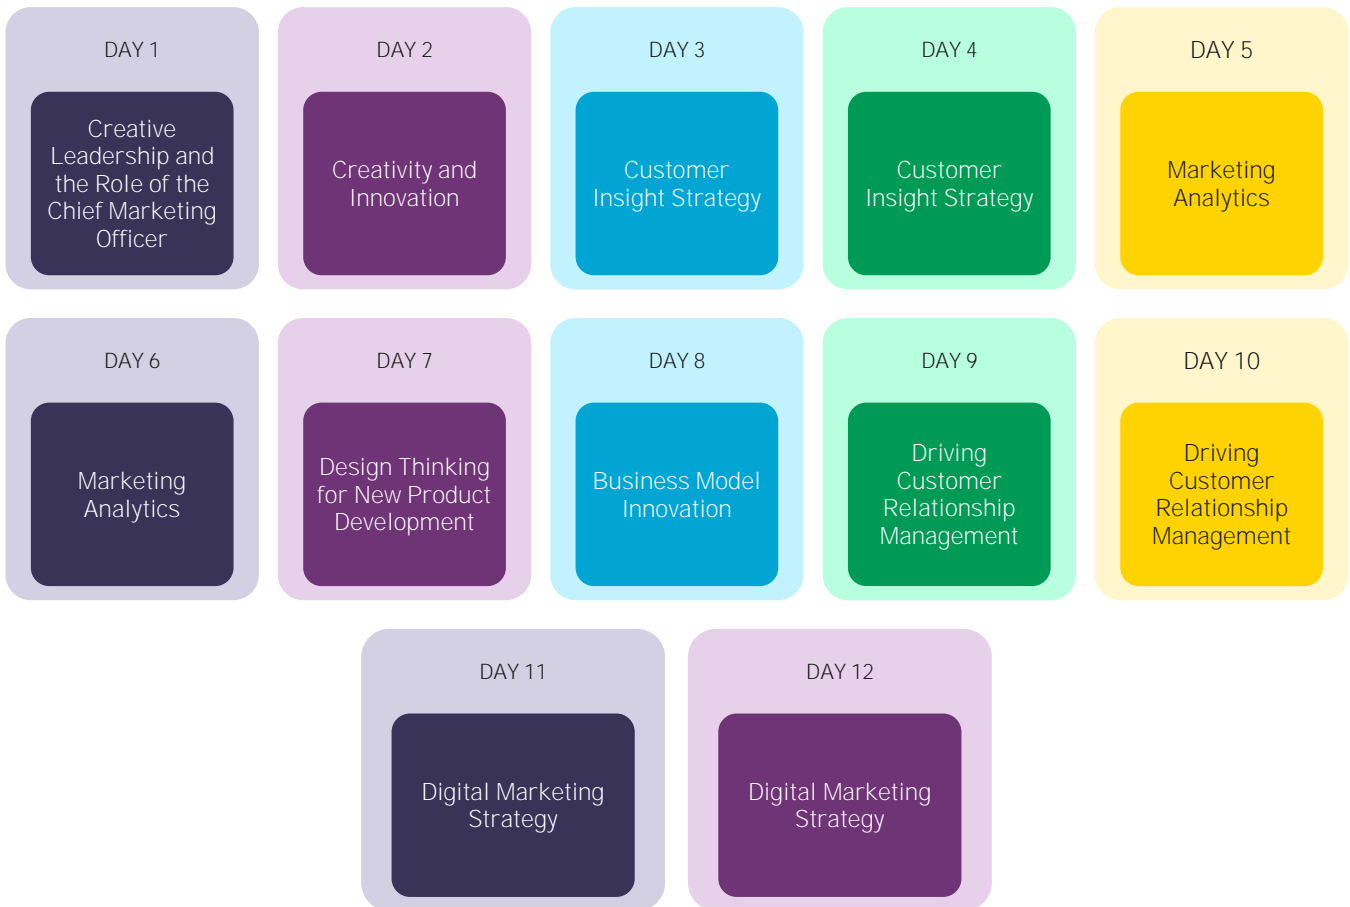 DAY 1
Creative
Leadership and
the Role of the
Chief Marketing
Officer
DAY 2
Creativity and
Innovation
DAY 3
Customer
Insight Strategy
DAY 4
Customer
Insight Strategy
DAY 5
Marketing
Analytics
DAY 6
Marketing
Analytics
DAY 7
Design Thinking
for New Product
Development
DAY 8
Business Model
Innovation
DAY 9
Driving
Customer
Relationship
Management
DAY 10
Driving
Customer
Relationship
Management
DAY 11
Digital Marketing
Strategy
DAY 12
Digital Marketing
Strategy